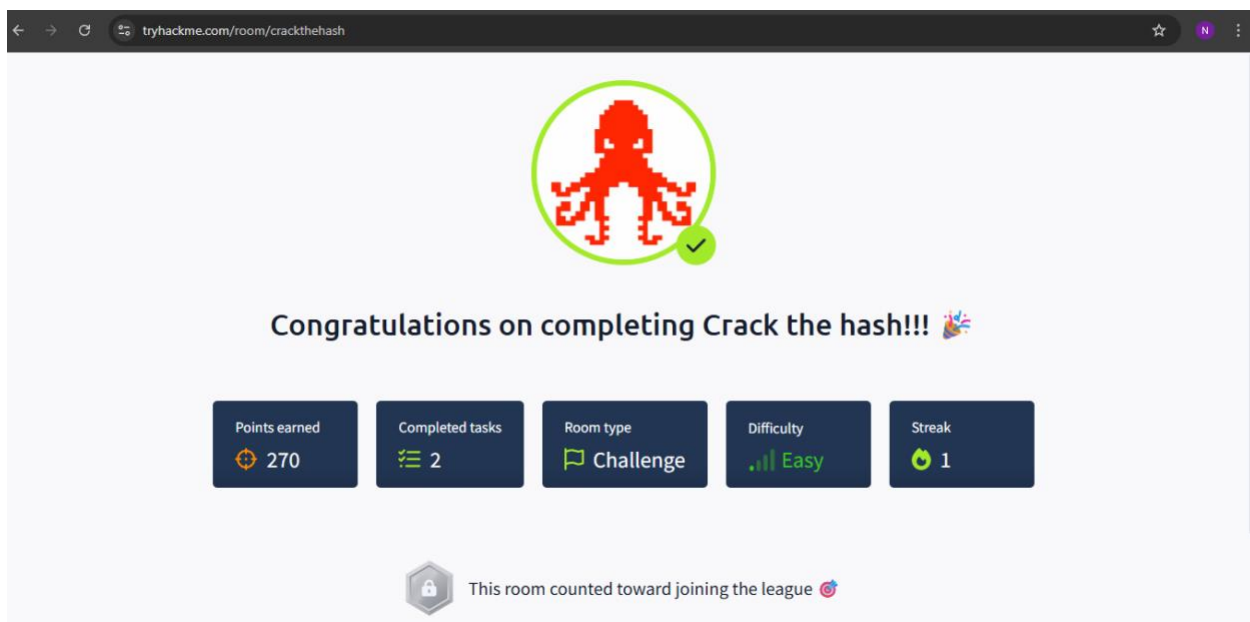 tryhackme.com/room/crackthehash
N
Congratulations on completing Crack the hash!!! 🎉
Points earned
270
Completed tasks
2
Room type
Challenge
Difficulty
Easy
Streak
1
This room counted toward joining the league 🎯